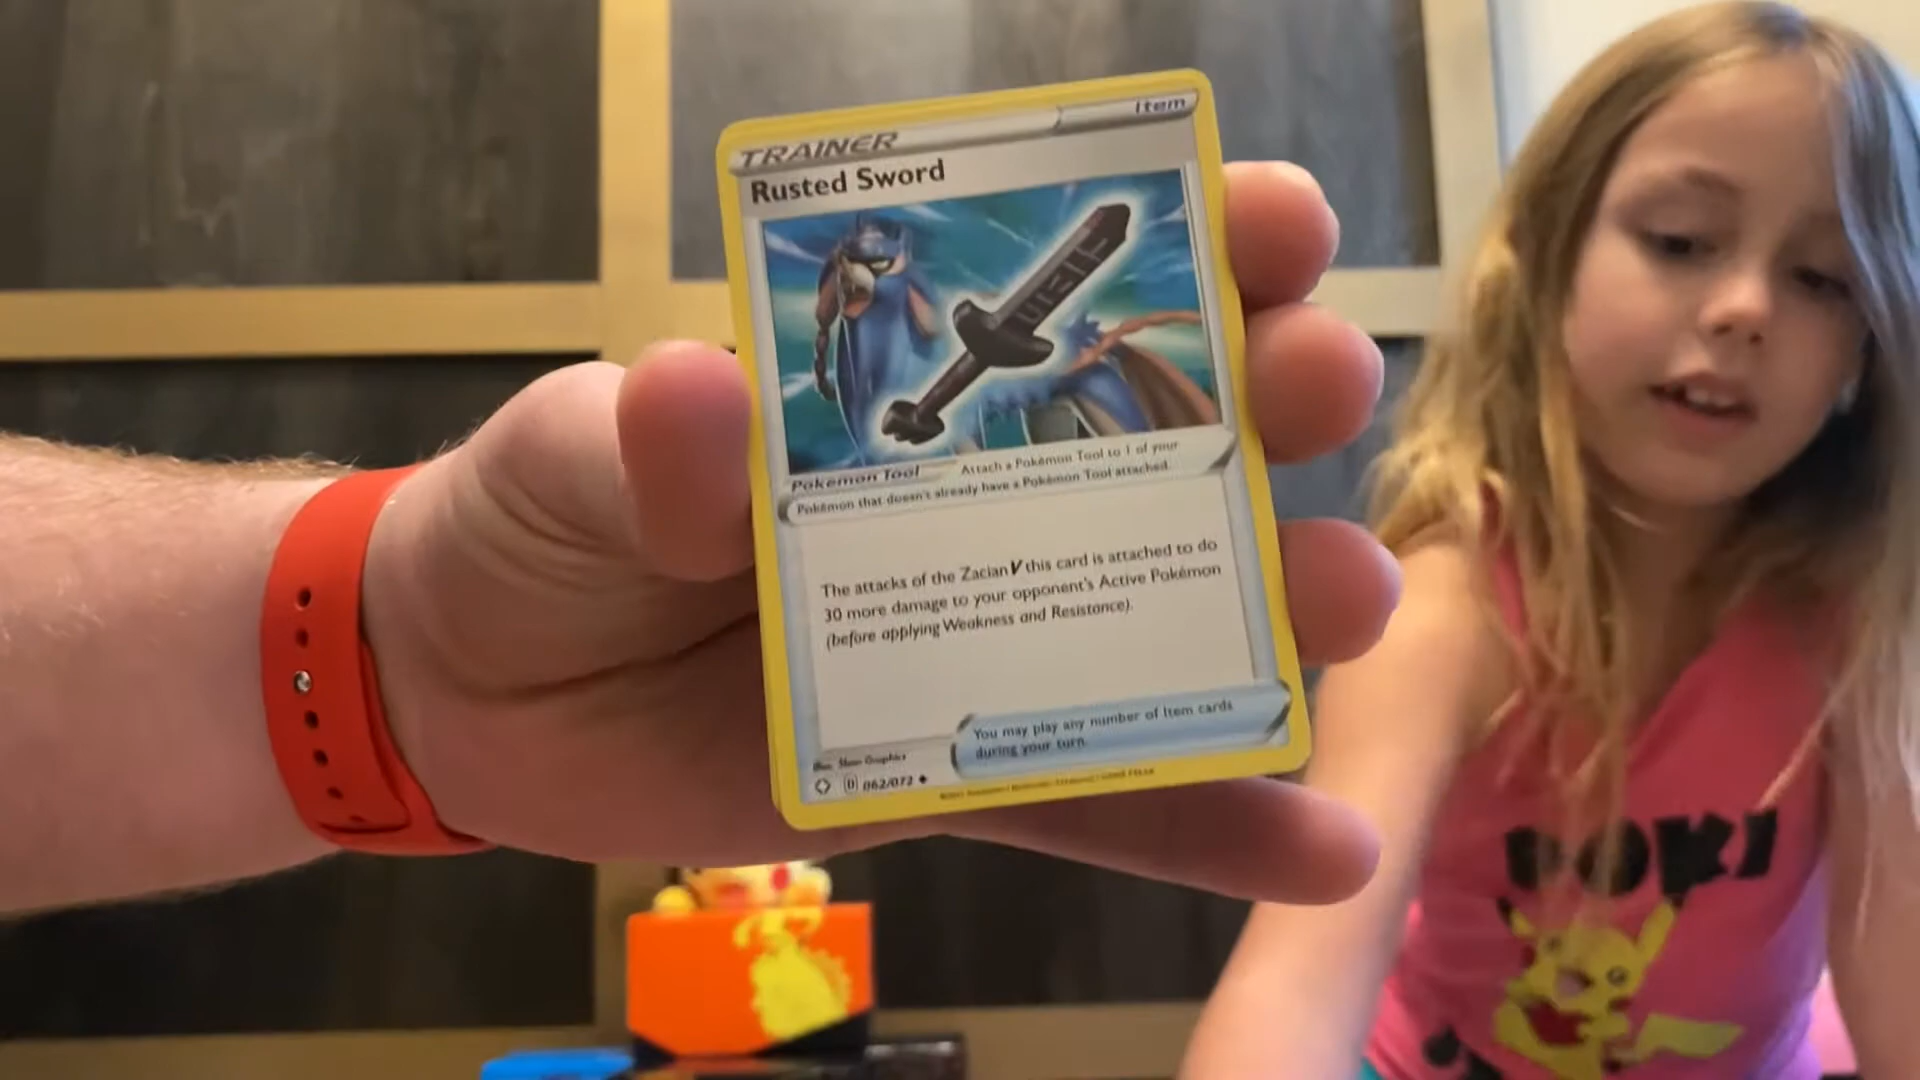 Item
TRAINER
Rusted Sword
Pokémon Tool Attach a Pokémon Tool to 1 of your
Pokémon that doesn't already have a Pokémon Tool attached.
The attacks of the Zacian V this card is attached to do
30 more damage to your opponent's Active Pokémon
(before applying Weakness and Resistance).
You may play any number of Item cards
during your turn.
Illus. Studio Graphics
D 062/072